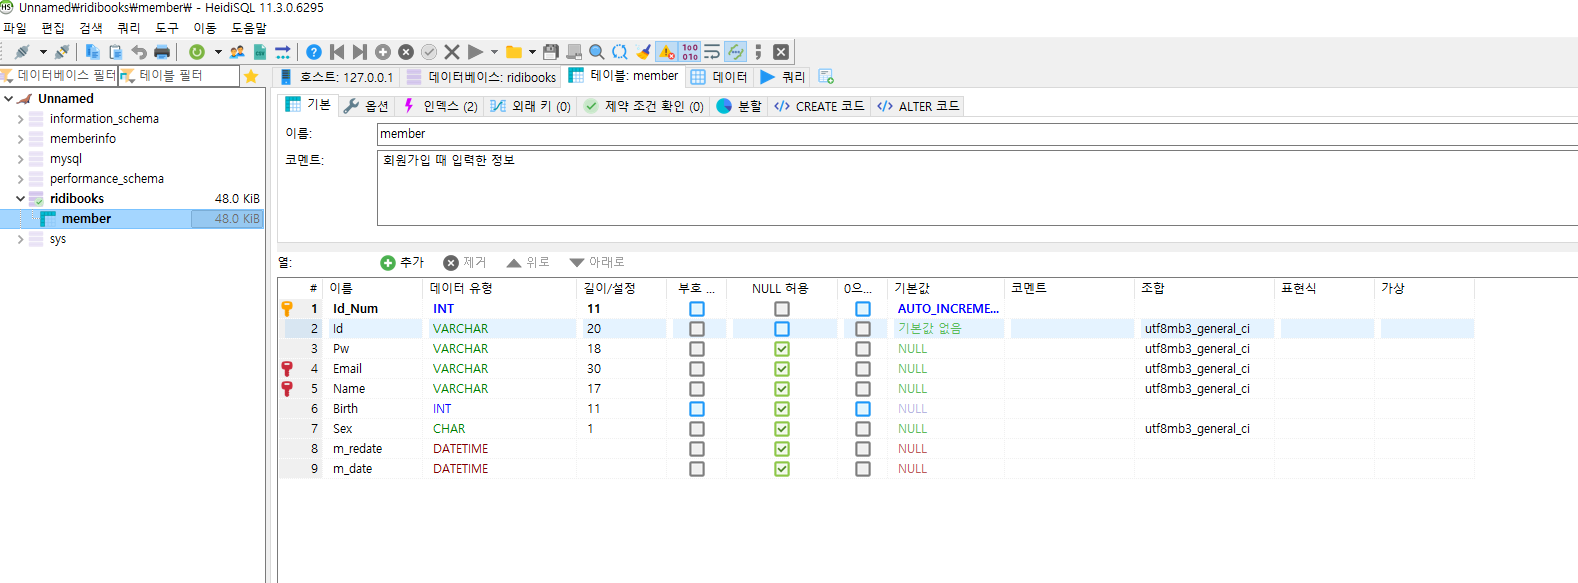 Unnamed₩ridibooks₩member₩ - HeidiSQL 11.3.0.6295
파일 편집 검색 쿼리 도구 이동 도움말
데이터베이스 필터 테이블 필터
호스트: 127.0.0.1 데이터베이스: ridibooks 테이블: member 데이터 쿼리
Unnamed
information_schema
memberinfo
mysql
performance_schema
ridibooks 48.0 KiB
member 48.0 KiB
sys
기본 옵션 인덱스 (2) 외래 키 (0) 제약 조건 확인 (0) 분할 CREATE 코드 ALTER 코드
이름: member
코멘트: 회원가입 때 입력한 정보
열: 추가 제거 위로 아래로
# 이름 데이터 유형 길이/설정 부호 ... NULL 허용 0으... 기본값 코멘트 조합 표현식 가상
1 Id_Num INT 11 AUTO_INCREME...
2 Id VARCHAR 20 기본값 없음 utf8mb3_general_ci
3 Pw VARCHAR 18 NULL utf8mb3_general_ci
4 Email VARCHAR 30 NULL utf8mb3_general_ci
5 Name VARCHAR 17 NULL utf8mb3_general_ci
6 Birth INT 11 NULL
7 Sex CHAR 1 NULL utf8mb3_general_ci
8 m_redate DATETIME NULL
9 m_date DATETIME NULL